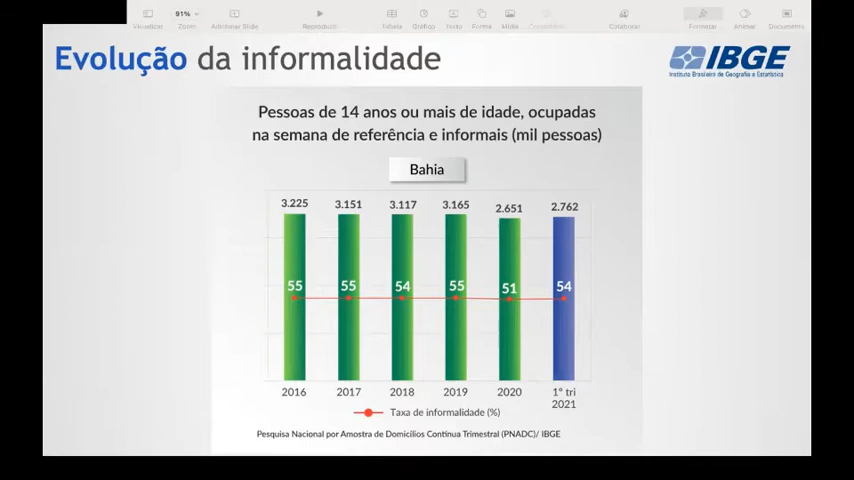 91%
Visualizar Zoom Adicionar Slide Reproduzir Tabela Gráfico Texto Forma Mídia Comentário Colaborar Formatar Animar Documento
Evolução da informalidade
IBGE
Instituto Brasileiro de Geografia e Estatística
Pessoas de 14 anos ou mais de idade, ocupadas
na semana de referência e informais (mil pessoas)
Bahia
3.225 3.151 3.117 3.165 2.651 2.762
55 55 54 55 51 54
2016 2017 2018 2019 2020 1° tri
2021
Taxa de informalidade (%)
Pesquisa Nacional por Amostra de Domicílios Contínua Trimestral (PNADC)/ IBGE